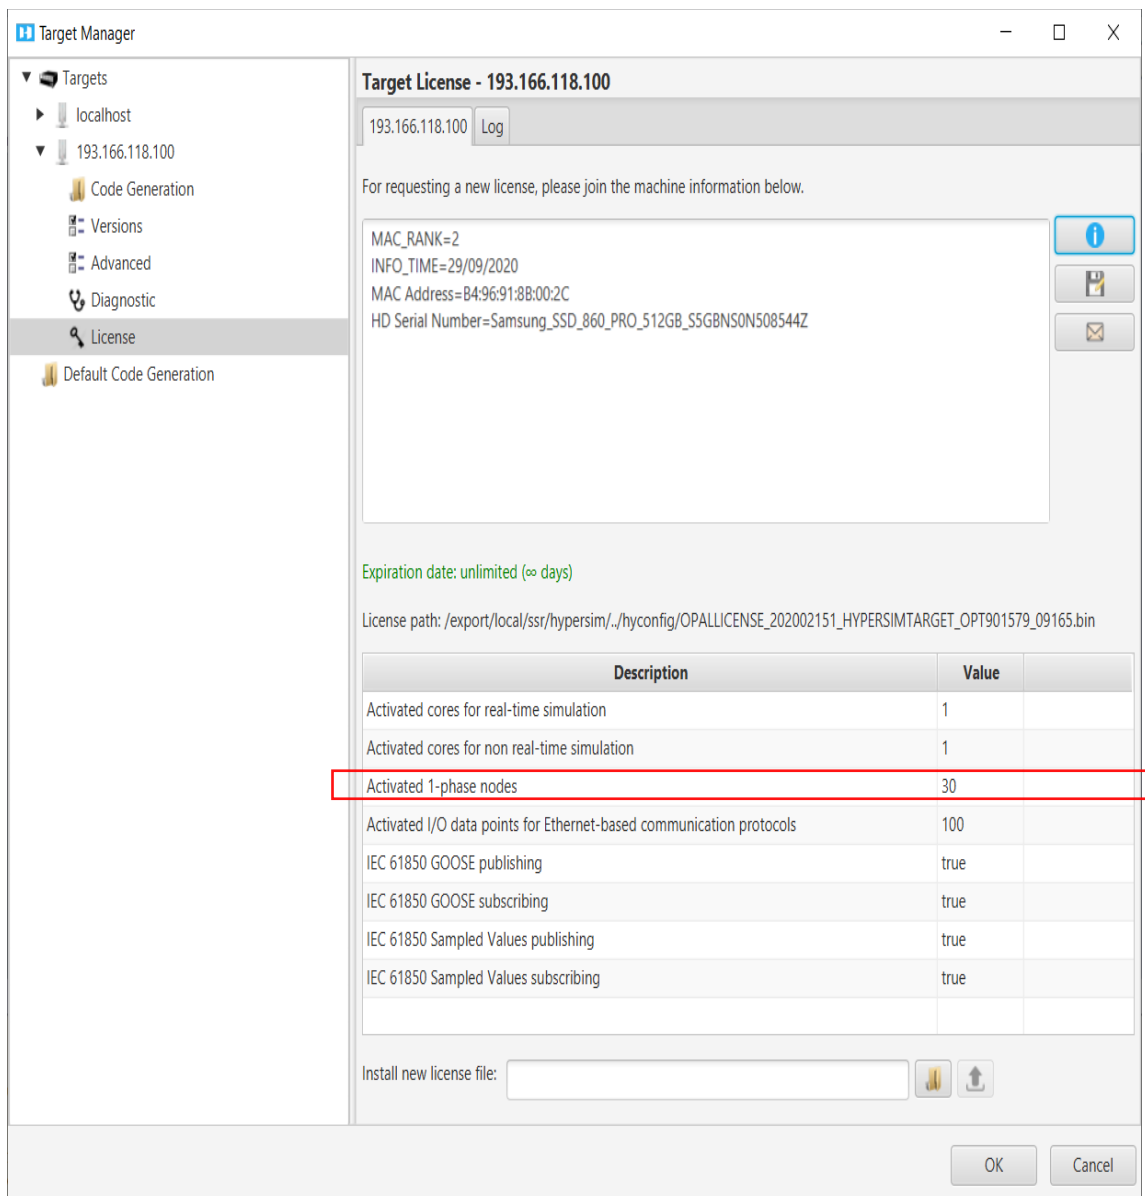 Target Manager
Targets
localhost
193.166.118.100
Code Generation
Versions
Advanced
Diagnostic
License
Default Code Generation
Target License - 193.166.118.100
193.166.118.100 Log
For requesting a new license, please join the machine information below.
MAC_RANK=2
INFO_TIME=29/09/2020
MAC Address=B4:96:91:8B:00:2C
HD Serial Number=Samsung_SSD_860_PRO_512GB_S5GBNS0N508544Z
Expiration date: unlimited (∞ days)
License path: /export/local/ssr/hypersim/../hyconfig/OPALLICENSE_202002151_HYPERSIMTARGET_OPT901579_09165.bin
Description Value
Activated cores for real-time simulation 1
Activated cores for non real-time simulation 1
Activated 1-phase nodes 30
Activated I/O data points for Ethernet-based communication protocols 100
IEC 61850 GOOSE publishing true
IEC 61850 GOOSE subscribing true
IEC 61850 Sampled Values publishing true
IEC 61850 Sampled Values subscribing true
Install new license file:
OK Cancel